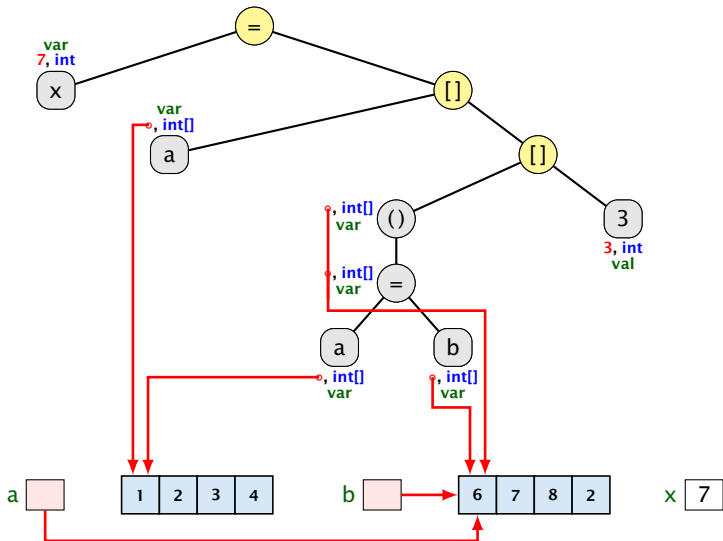 =
var
7, int
x
[]
var
, int[]
a
[]
, int[]
var
()
3
3, int
val
, int[]
var
=
a
b
, int[]
var
, int[]
var
a
1 2 3 4
b
6 7 8 2
x 7